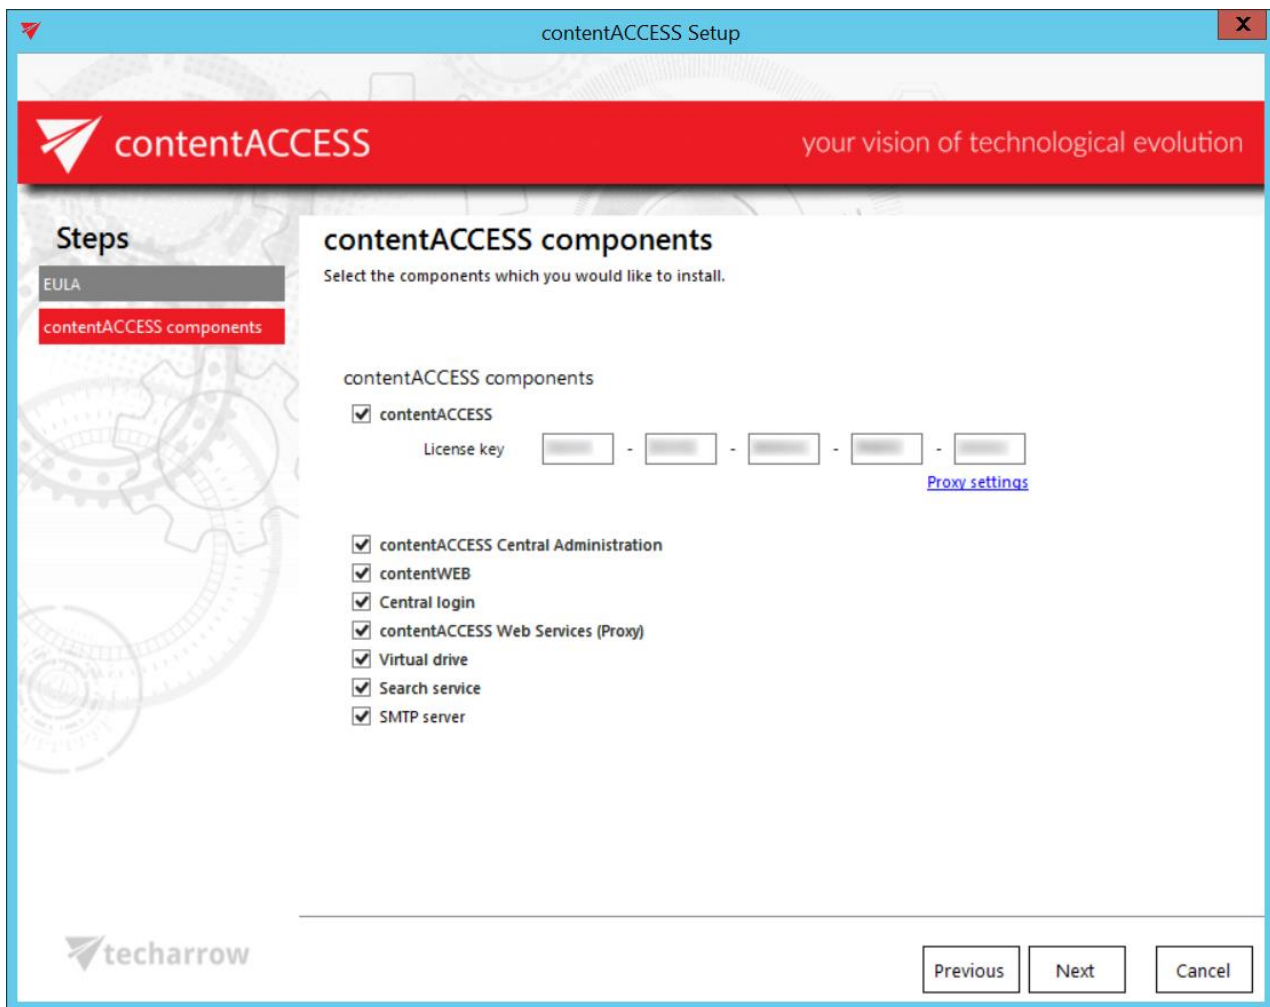 contentACCESS Setup
X
contentACCESS
your vision of technological evolution
Steps
EULA
contentACCESS components
contentACCESS components
Select the components which you would like to install.
contentACCESS components
contentACCESS
License key - - - -
Proxy settings
contentACCESS Central Administration
contentWEB
Central login
contentACCESS Web Services (Proxy)
Virtual drive
Search service
SMTP server
techarrow
Previous Next Cancel